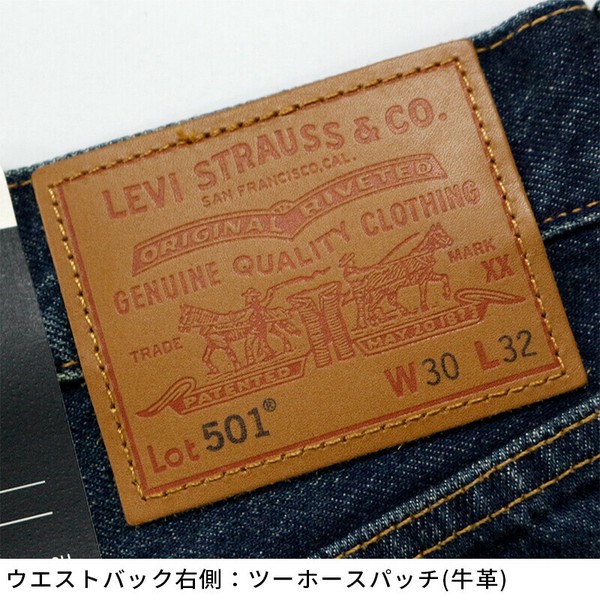 LEVI STRAUSS & CO.
SAN FRANCISCO, CAL.
ORIGINAL RIVETED
GENUINE QUALITY CLOTHING
TRADE MARK
XX
PATENTED MAY 20 1873
W30 L32
Lot 501®
ウエストバック右側：ツーホースパッチ(牛革)